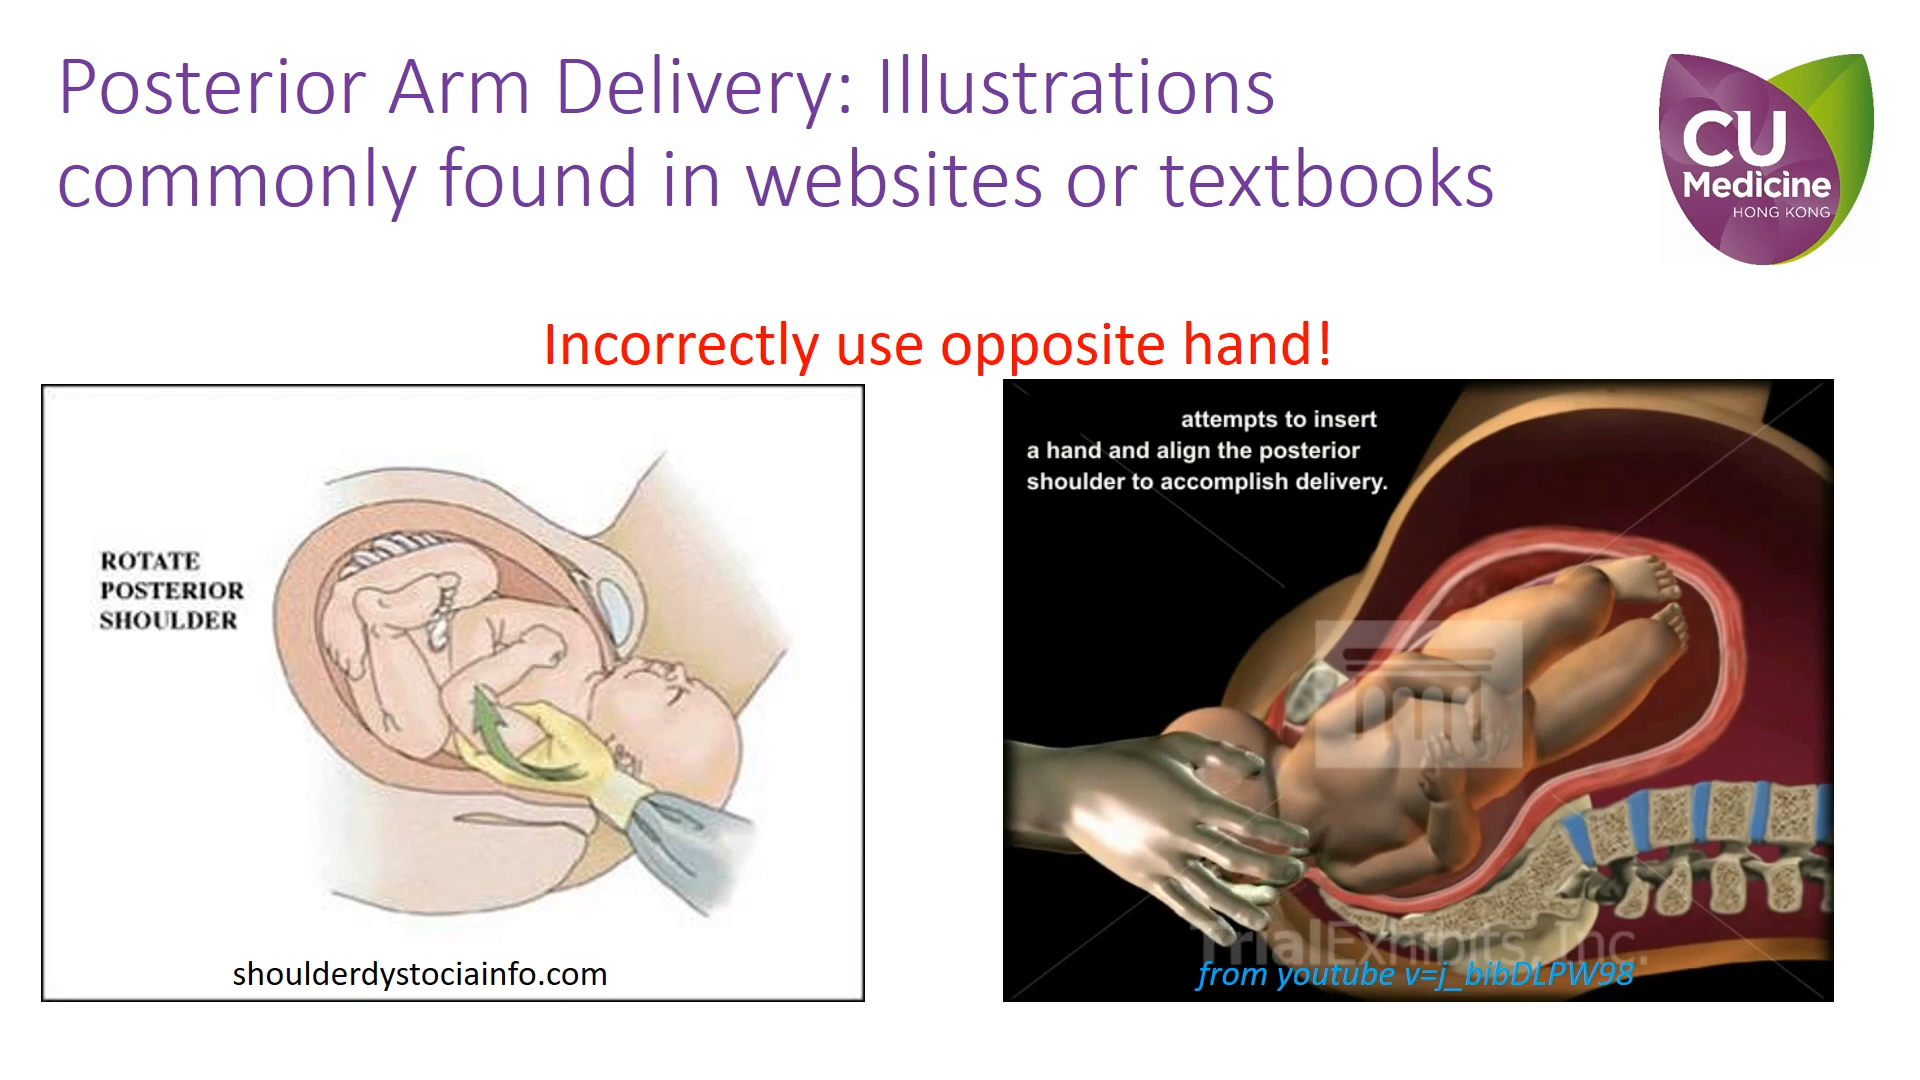 Posterior Arm Delivery: Illustrations
commonly found in websites or textbooks
CU
Medicine
HONG KONG
Incorrectly use opposite hand!
ROTATE
POSTERIOR
SHOULDER
shoulderdystociainfo.com
attempts to insert
a hand and align the posterior
shoulder to accomplish delivery.
TrialExhibits, Inc.
from youtube v=j_bibDLPW98